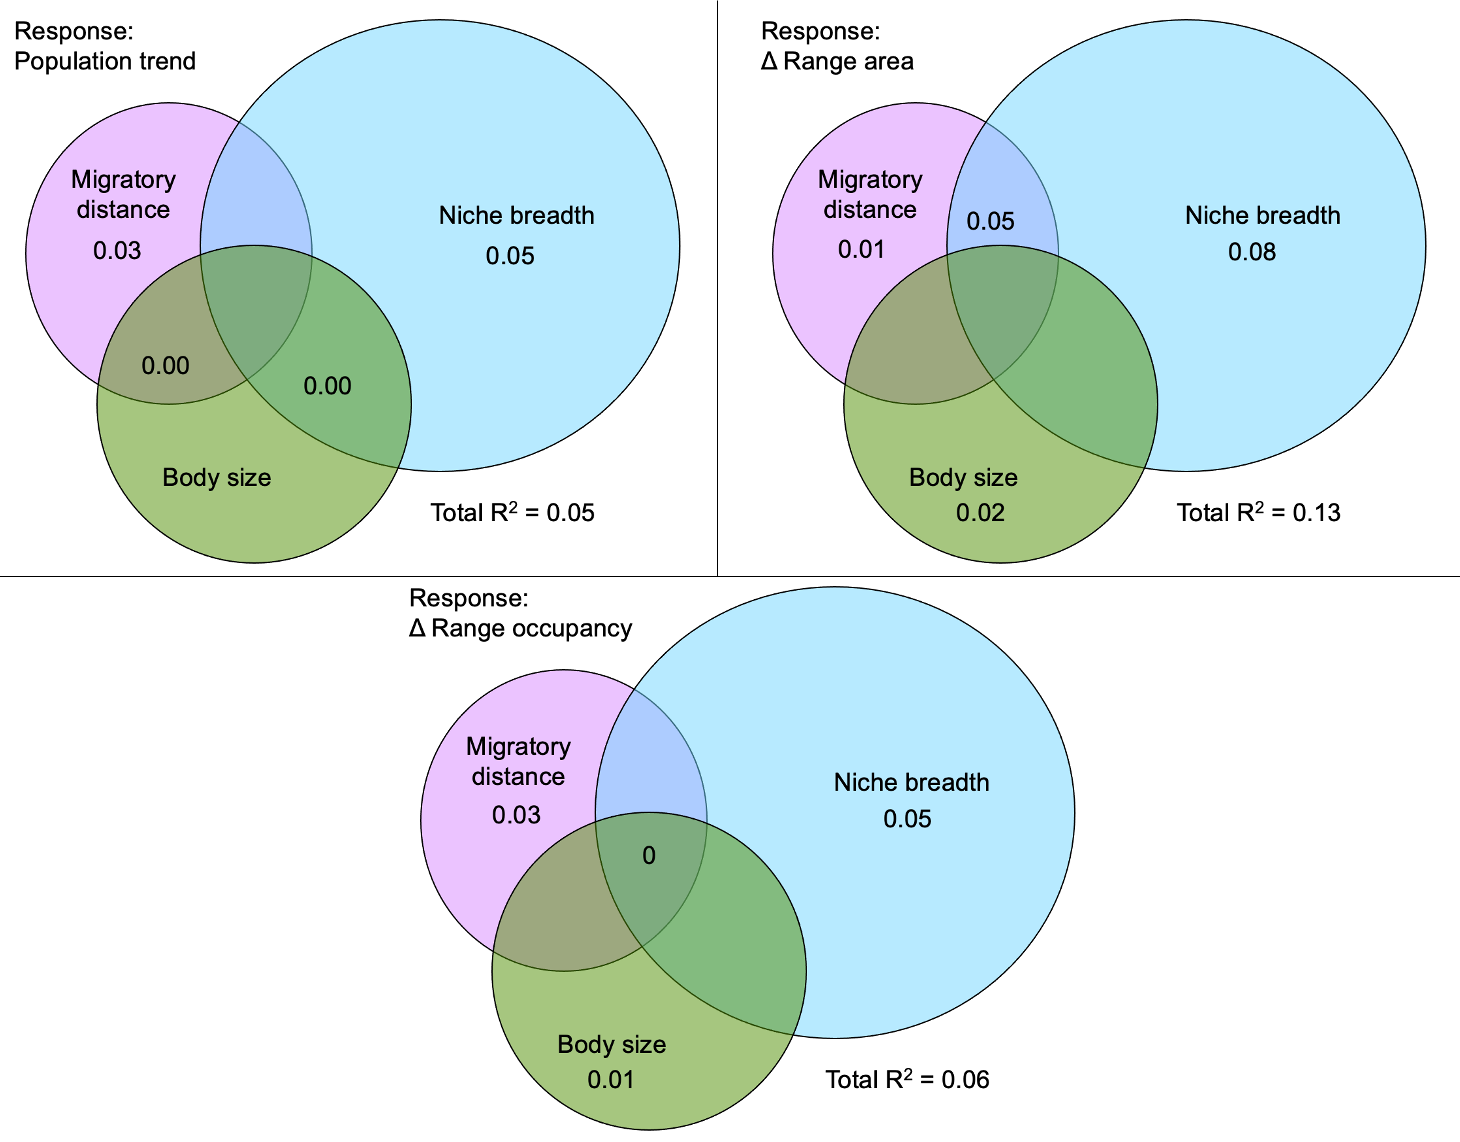 Response:
Population trend
Migratory
distance
0.03
Niche breadth
0.05
0.00
0.00
Body size
Total R² = 0.05
Response:
Δ Range area
Migratory
distance
0.01
0.05
Niche breadth
0.08
Body size
0.02
Total R² = 0.13
Response:
Δ Range occupancy
Migratory
distance
0.03
Niche breadth
0.05
0
Body size
0.01
Total R² = 0.06